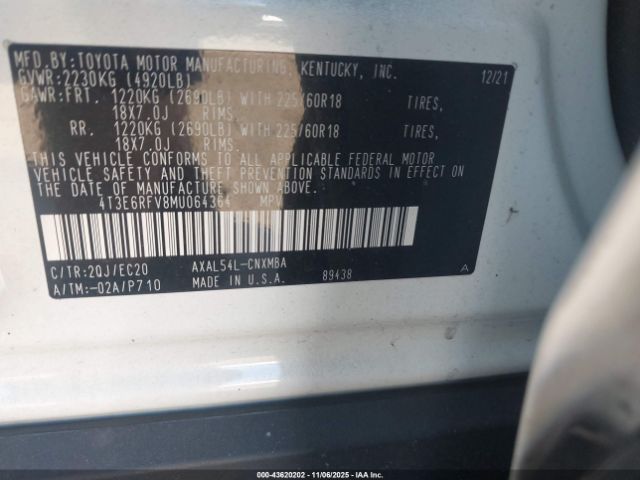 MFD.BY:TOYOTA MOTOR MANUFACTURING, KENTUCKY, INC.
GVWR:2230KG (4920LB) 12/21
GAWR:FRT. 1220KG (2690LB) WITH 225/60R18 TIRES,
18X7.0J RIMS.
RR. 1220KG (2690LB) WITH 225/60R18 TIRES,
18X7.0J RIMS.
THIS VEHICLE CONFORMS TO ALL APPLICABLE FEDERAL MOTOR
VEHICLE SAFETY AND THEFT PREVENTION STANDARDS IN EFFECT ON
THE DATE OF MANUFACTURE SHOWN ABOVE.
4T3E6RFV8MU064364 MPV
C/TR:2QJ/EC20 AXAL54L-CNXMBA
A/TM:-02A/P710 MADE IN U.S.A. 89438 A
000-43620202 - 11/06/2025 - IAAI.COM